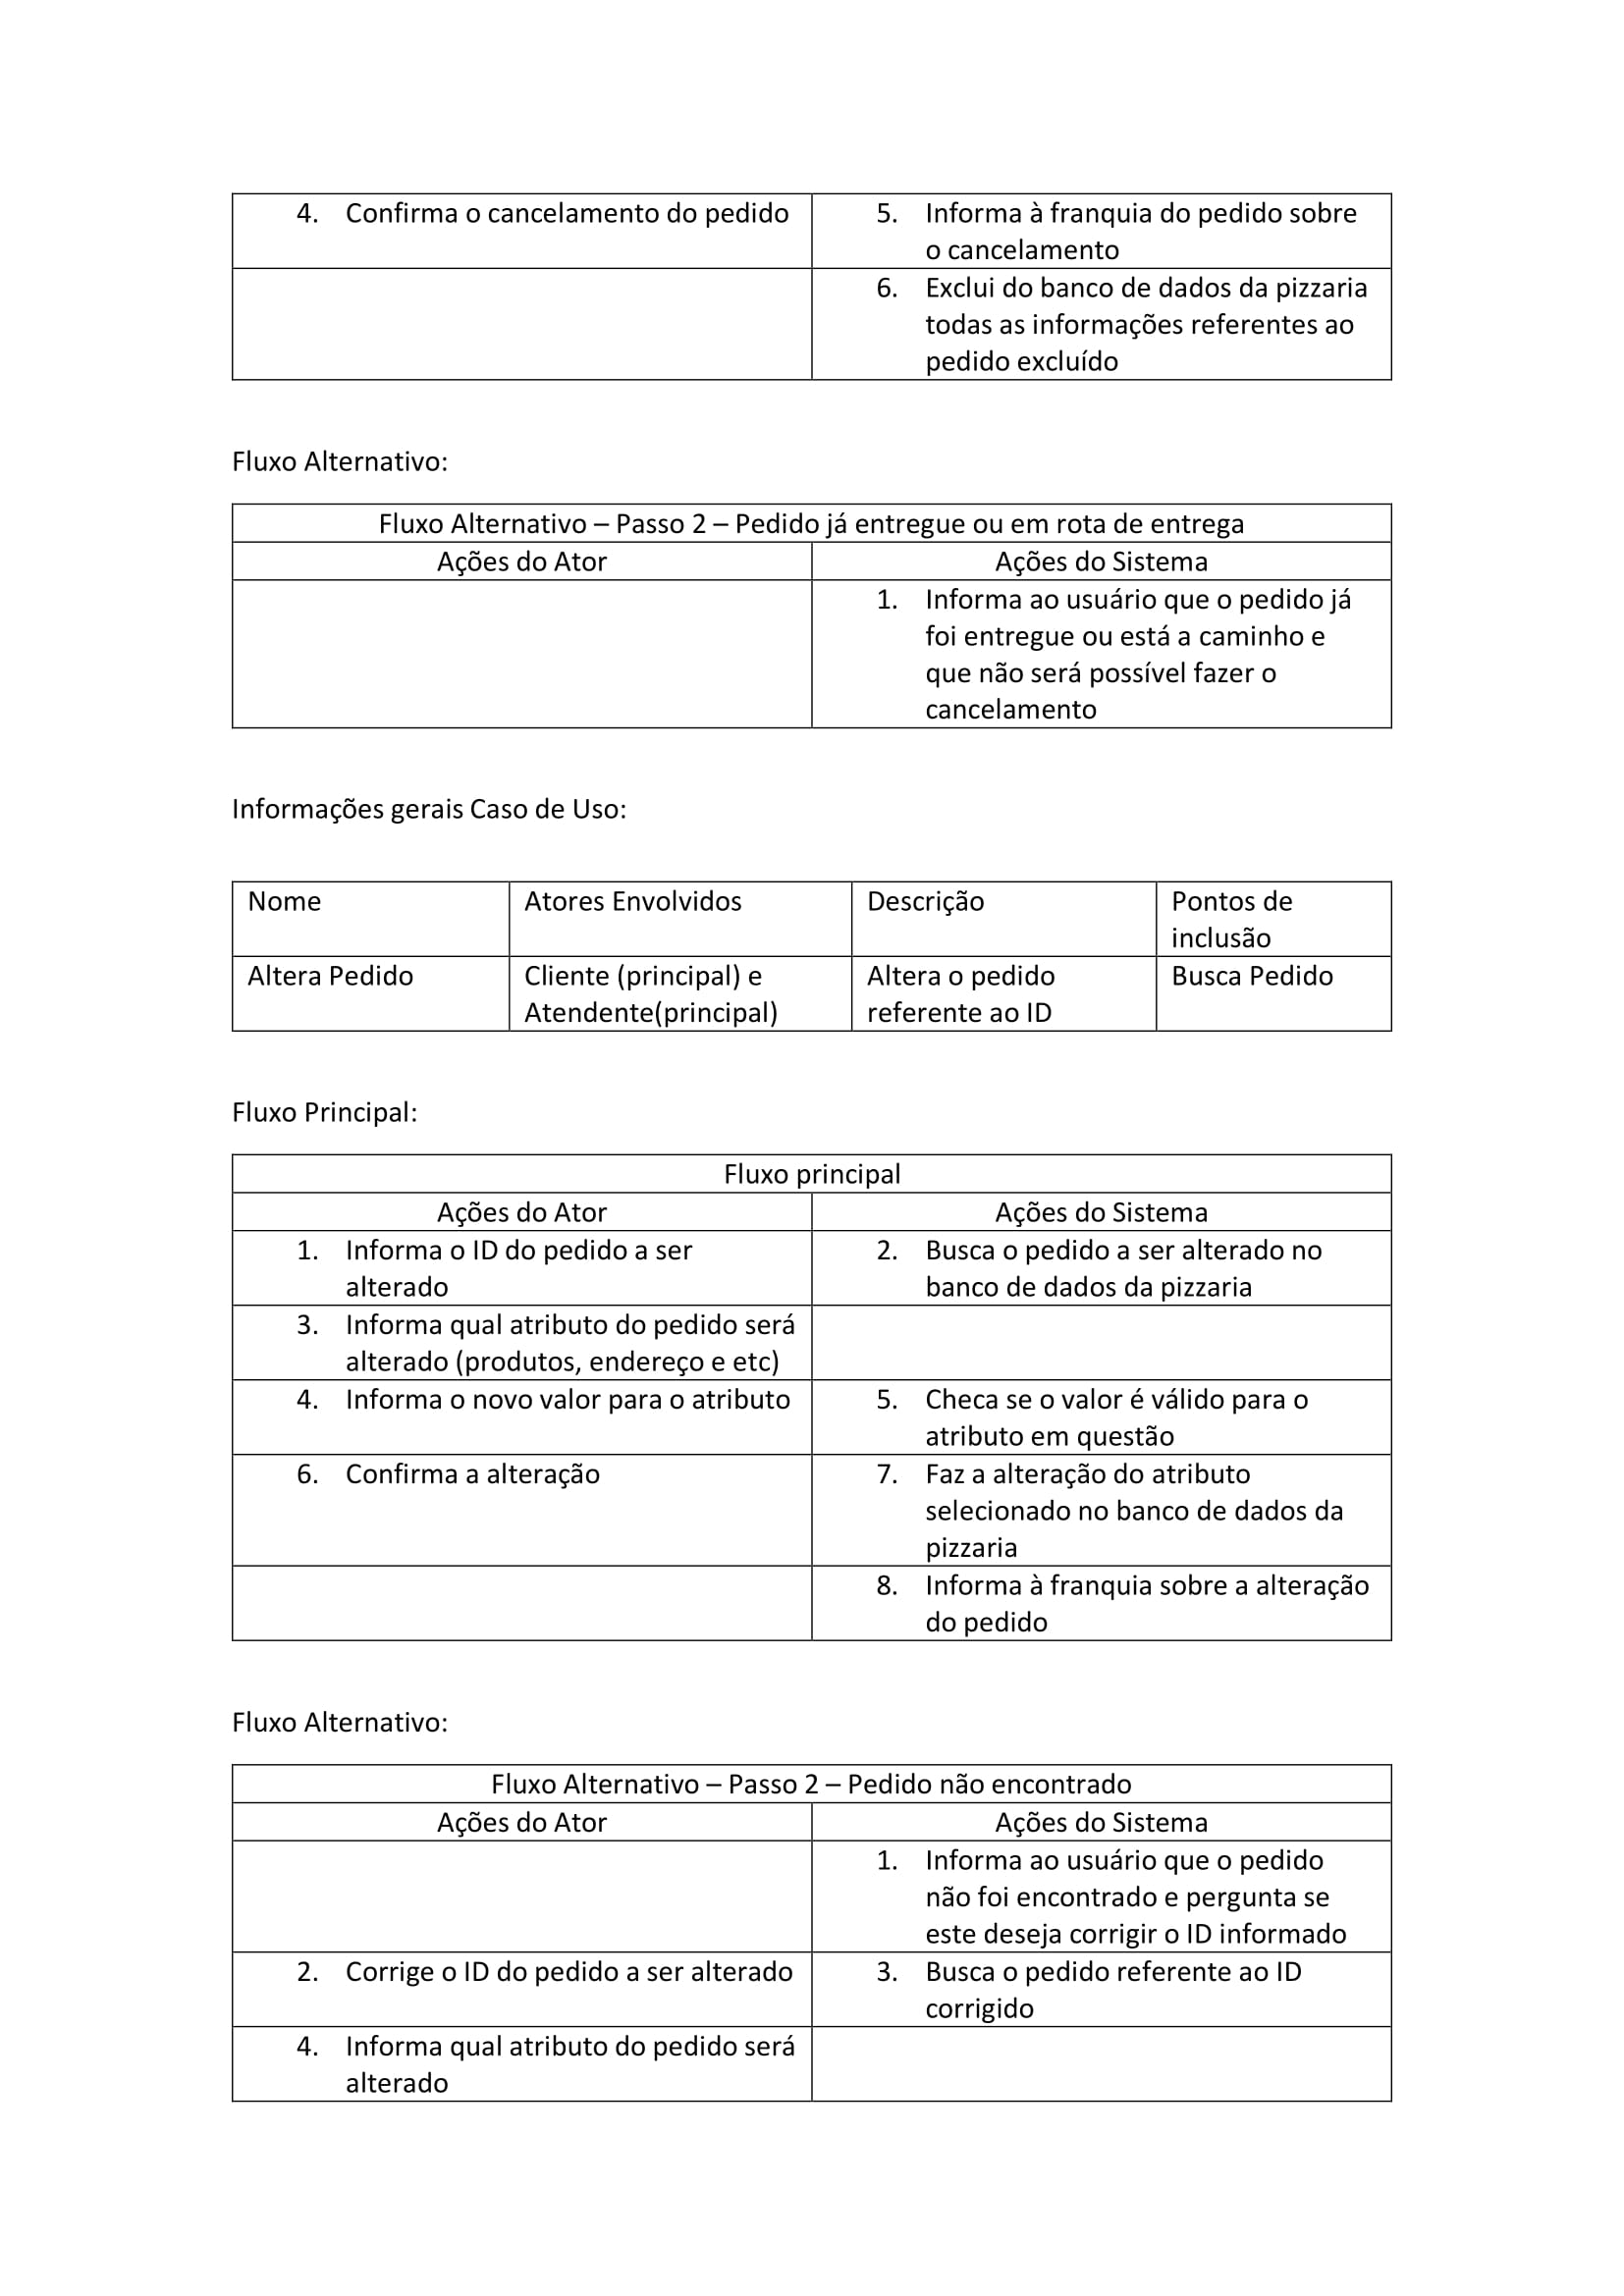 4. Confirma o cancelamento do pedido
5. Informa à franquia do pedido sobre
o cancelamento
6. Exclui do banco de dados da pizzaria
todas as informações referentes ao
pedido excluído
Fluxo Alternativo:
Fluxo Alternativo – Passo 2 – Pedido já entregue ou em rota de entrega
Ações do Ator
Ações do Sistema
1. Informa ao usuário que o pedido já
foi entregue ou está a caminho e
que não será possível fazer o
cancelamento
Informações gerais Caso de Uso:
Nome
Atores Envolvidos
Descrição
Pontos de
inclusão
Altera Pedido
Cliente (principal) e
Atendente(principal)
Altera o pedido
referente ao ID
Busca Pedido
Fluxo Principal:
Fluxo principal
Ações do Ator
Ações do Sistema
1. Informa o ID do pedido a ser
alterado
2. Busca o pedido a ser alterado no
banco de dados da pizzaria
3. Informa qual atributo do pedido será
alterado (produtos, endereço e etc)
4. Informa o novo valor para o atributo
5. Checa se o valor é válido para o
atributo em questão
6. Confirma a alteração
7. Faz a alteração do atributo
selecionado no banco de dados da
pizzaria
8. Informa à franquia sobre a alteração
do pedido
Fluxo Alternativo:
Fluxo Alternativo – Passo 2 – Pedido não encontrado
Ações do Ator
Ações do Sistema
1. Informa ao usuário que o pedido
não foi encontrado e pergunta se
este deseja corrigir o ID informado
2. Corrige o ID do pedido a ser alterado
3. Busca o pedido referente ao ID
corrigido
4. Informa qual atributo do pedido será
alterado